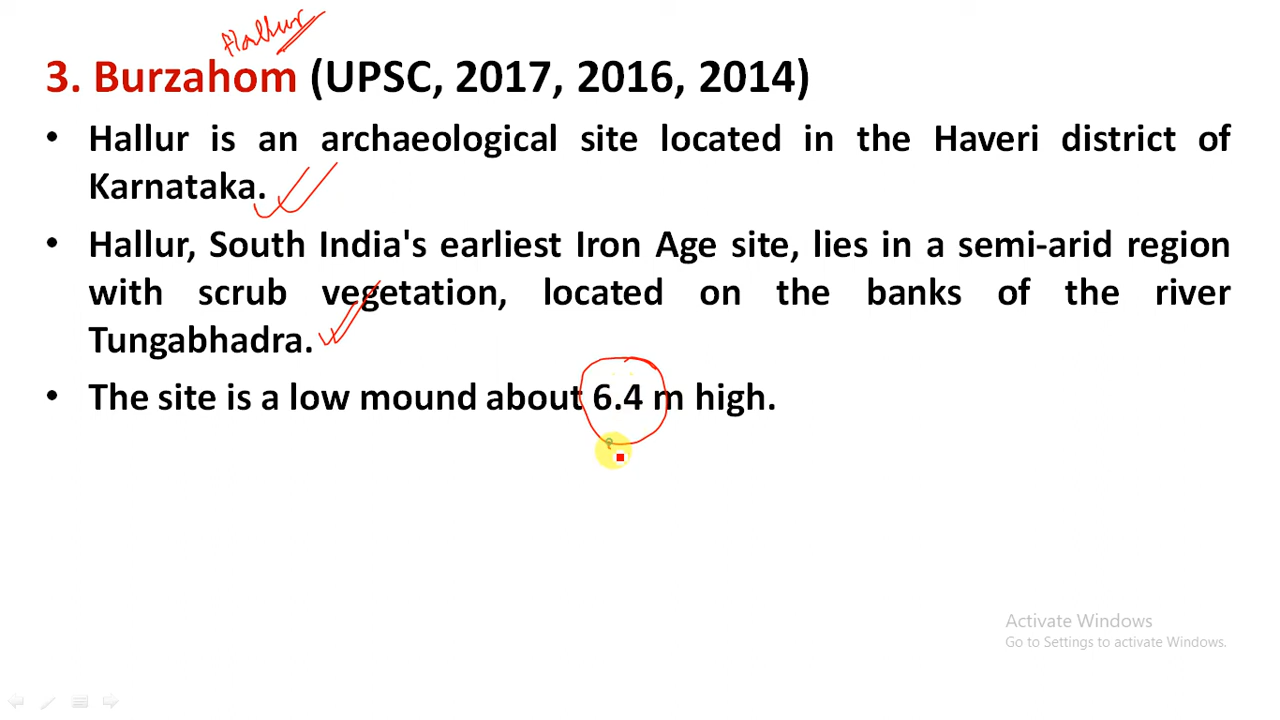 Hallur
3. Burzahom (UPSC, 2017, 2016, 2014)
• Hallur is an archaeological site located in the Haveri district of
Karnataka.
• Hallur, South India's earliest Iron Age site, lies in a semi-arid region
with scrub vegetation, located on the banks of the river
Tungabhadra.
• The site is a low mound about 6.4 m high.
Activate Windows
Go to Settings to activate Windows.